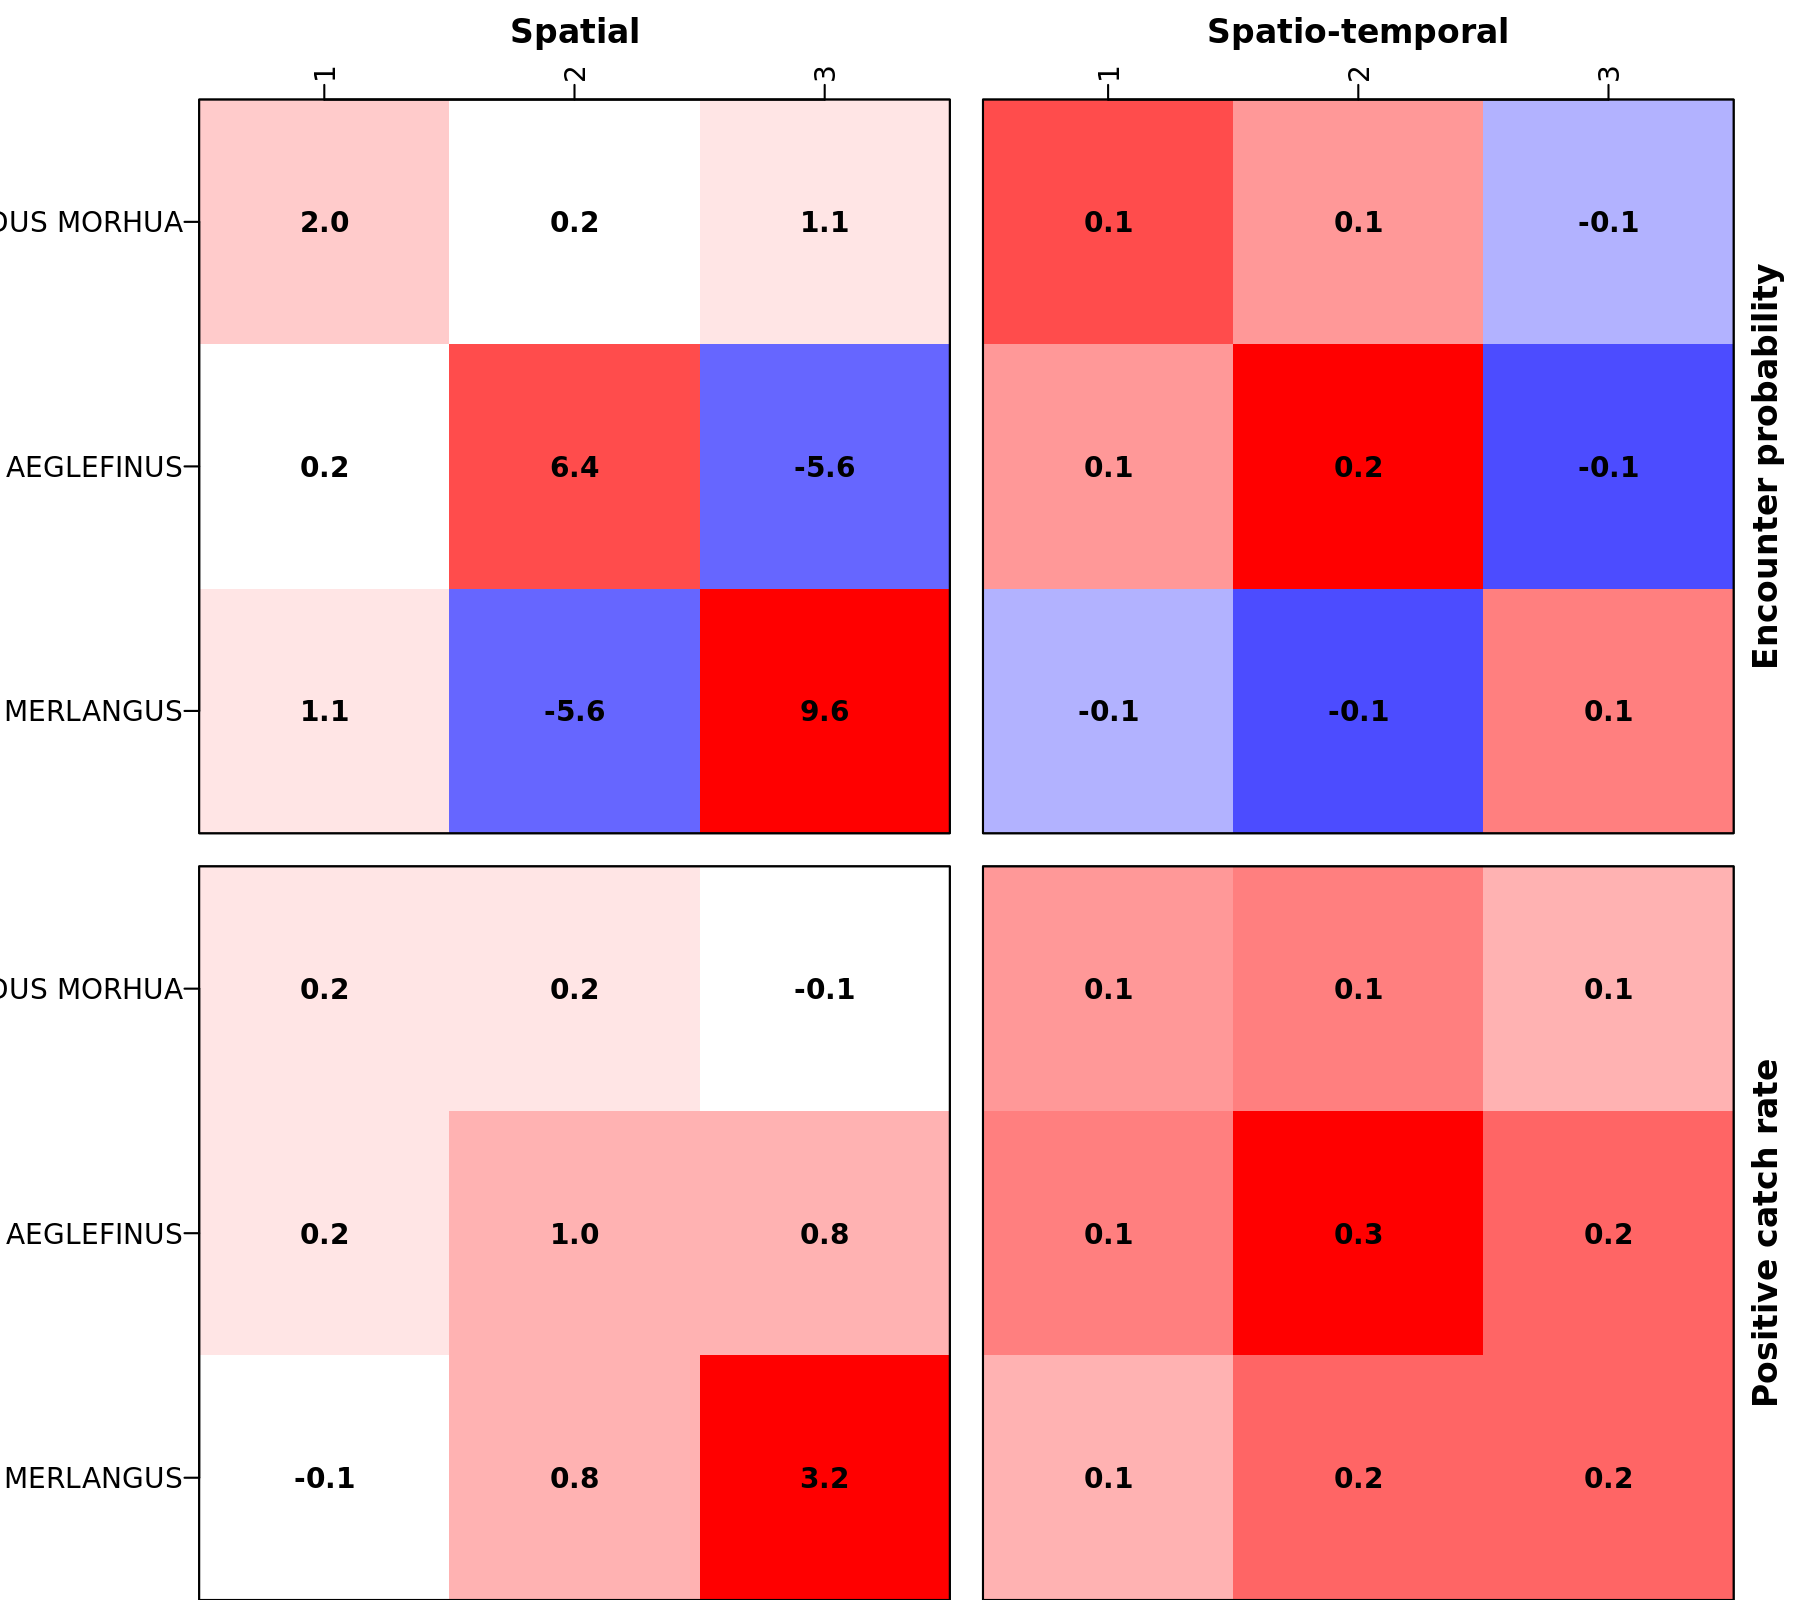 Spatial Spatio-temporal
1 2 3 1 2 3
MORHUA 2.0 0.2 1.1 0.1 0.1 -0.1
AEGLEFINUS 0.2 6.4 -5.6 0.1 0.2 -0.1
MERLANGUS 1.1 -5.6 9.6 -0.1 -0.1 0.1
Encounter probability
MORHUA 0.2 0.2 -0.1 0.1 0.1 0.1
AEGLEFINUS 0.2 1.0 0.8 0.1 0.3 0.2
MERLANGUS -0.1 0.8 3.2 0.1 0.2 0.2
Positive catch rate